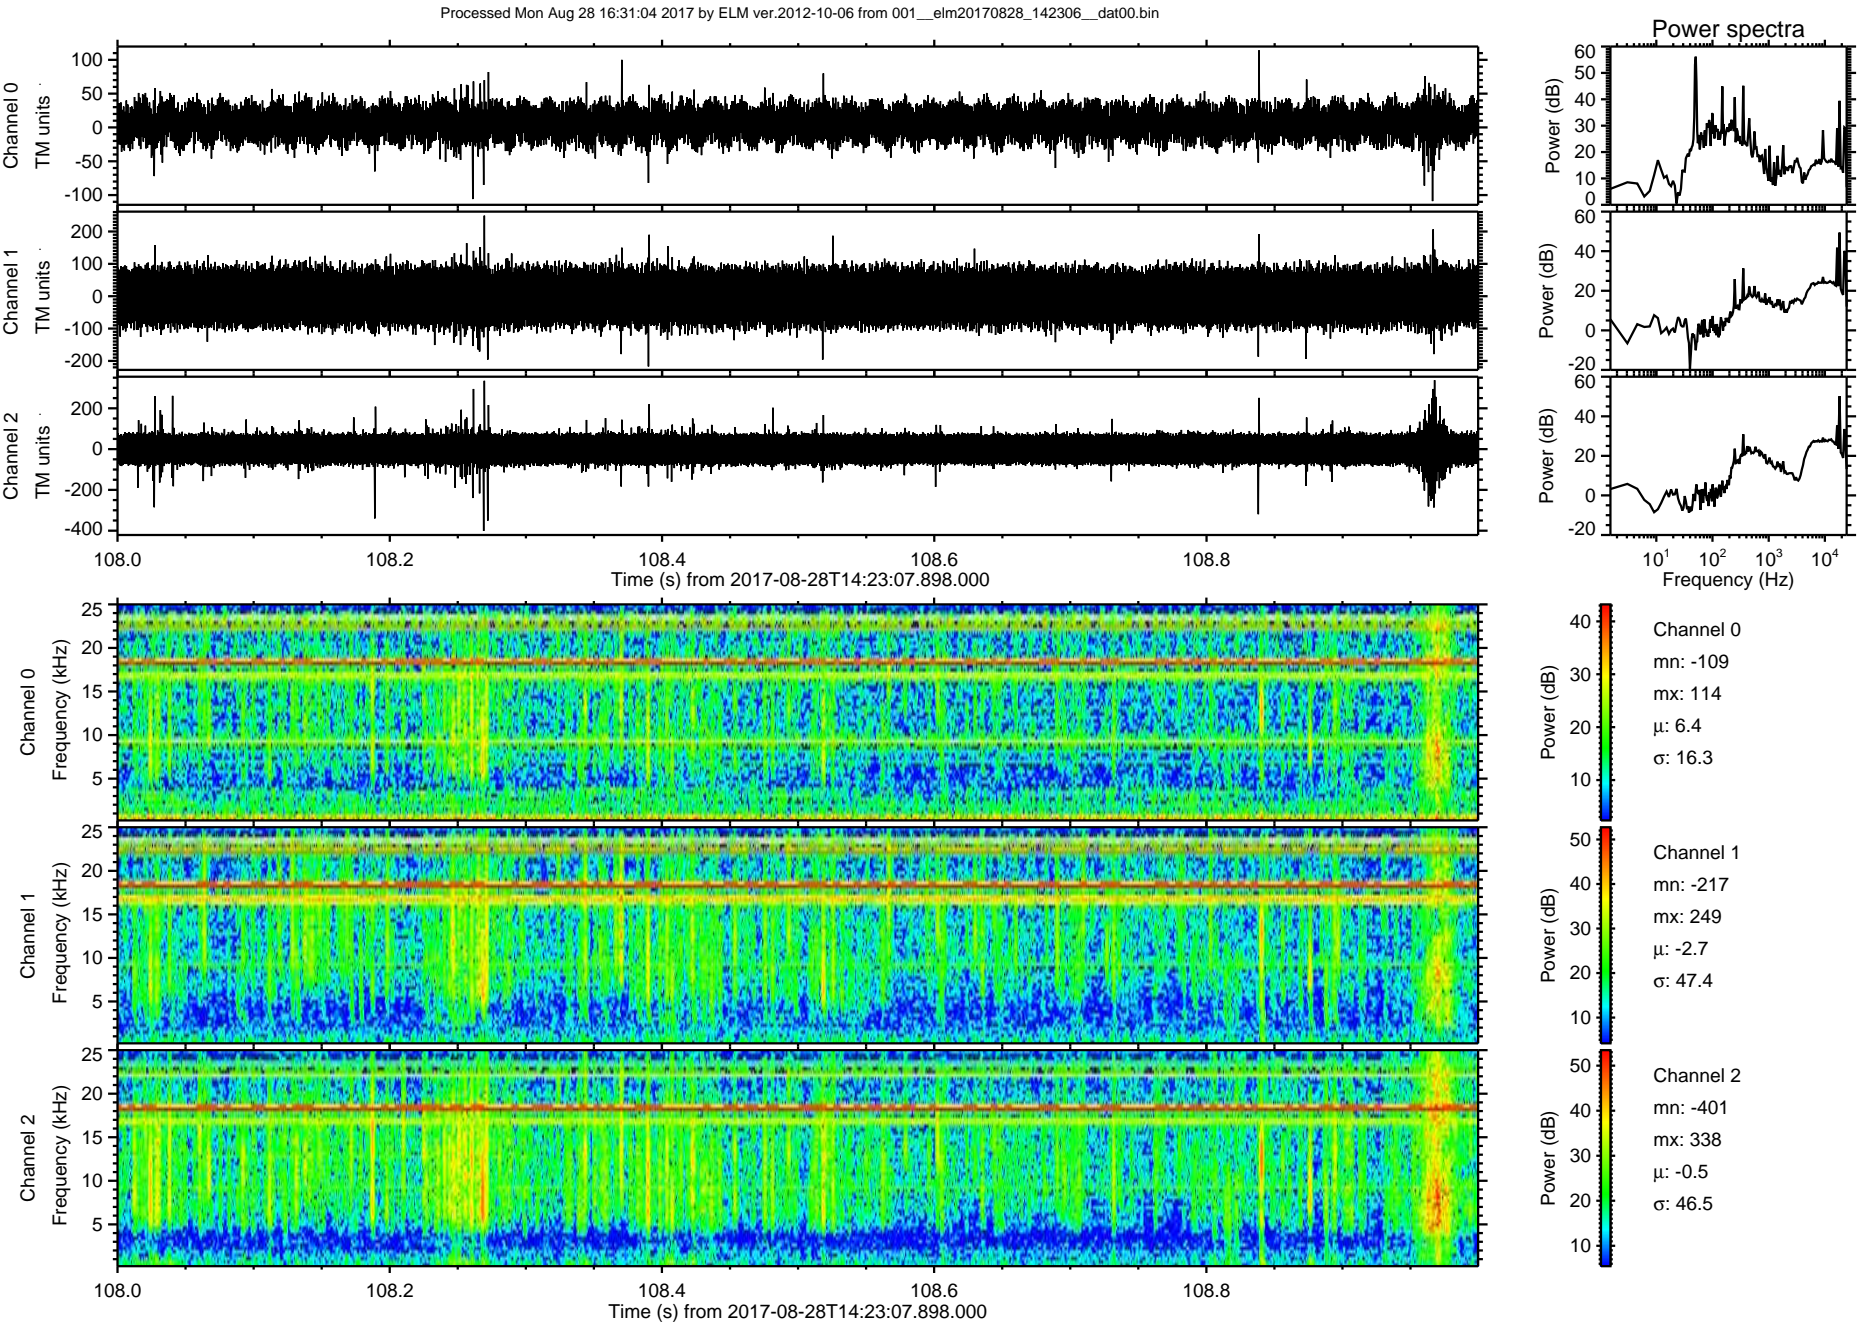 Processed Mon Aug 28 16:31:04 2017 by ELM ver.2012-10-06 from 001__elm20170828_142306__dat00.bin
Power spectra
Channel 0
TM units
100
50
0
-50
-100
Power (dB)
60
50
40
30
20
10
0
Channel 1
TM units
200
100
0
-100
-200
Power (dB)
60
40
20
0
-20
Channel 2
TM units
200
0
-200
-400
Power (dB)
60
40
20
0
-20
108.0 108.2 108.4 108.6 108.8
Time (s) from 2017-08-28T14:23:07.898.000
10¹ 10² 10³ 10⁴
Frequency (Hz)
Channel 0
Frequency (kHz)
25
20
15
10
5
Power (dB)
40
30
20
10
Channel 0
mn: -109
mx: 114
μ: 6.4
σ: 16.3
Channel 1
Frequency (kHz)
25
20
15
10
5
Power (dB)
50
40
30
20
10
Channel 1
mn: -217
mx: 249
μ: -2.7
σ: 47.4
Channel 2
Frequency (kHz)
25
20
15
10
5
Power (dB)
50
40
30
20
10
Channel 2
mn: -401
mx: 338
μ: -0.5
σ: 46.5
108.0 108.2 108.4 108.6 108.8
Time (s) from 2017-08-28T14:23:07.898.000